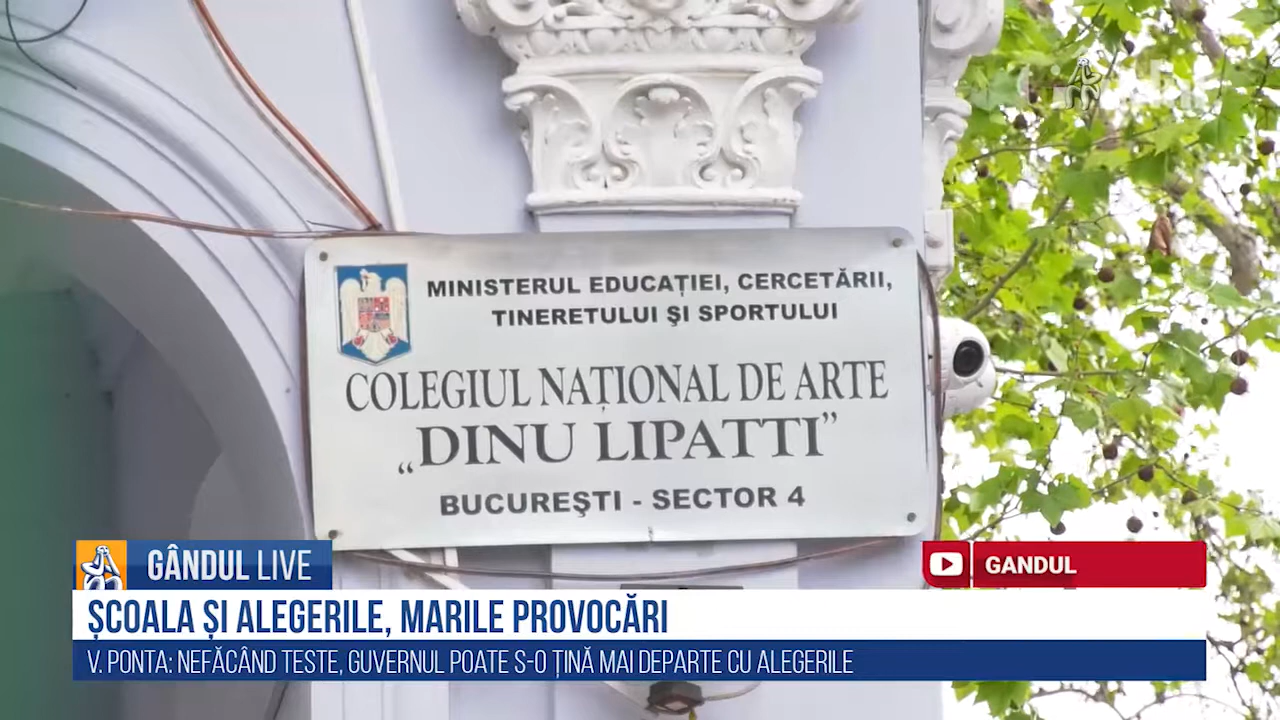 MINISTERUL EDUCAȚIEI, CERCETĂRII,
TINERETULUI ŞI SPORTULUI
COLEGIUL NAȚIONAL DE ARTE
„DINU LIPATTI”
BUCUREŞTI - SECTOR 4
GÂNDUL LIVE
GANDUL
ȘCOALA ȘI ALEGERILE, MARILE PROVOCĂRI
V. PONTA: NEFĂCÂND TESTE, GUVERNUL POATE S-O ȚINĂ MAI DEPARTE CU ALEGERILE